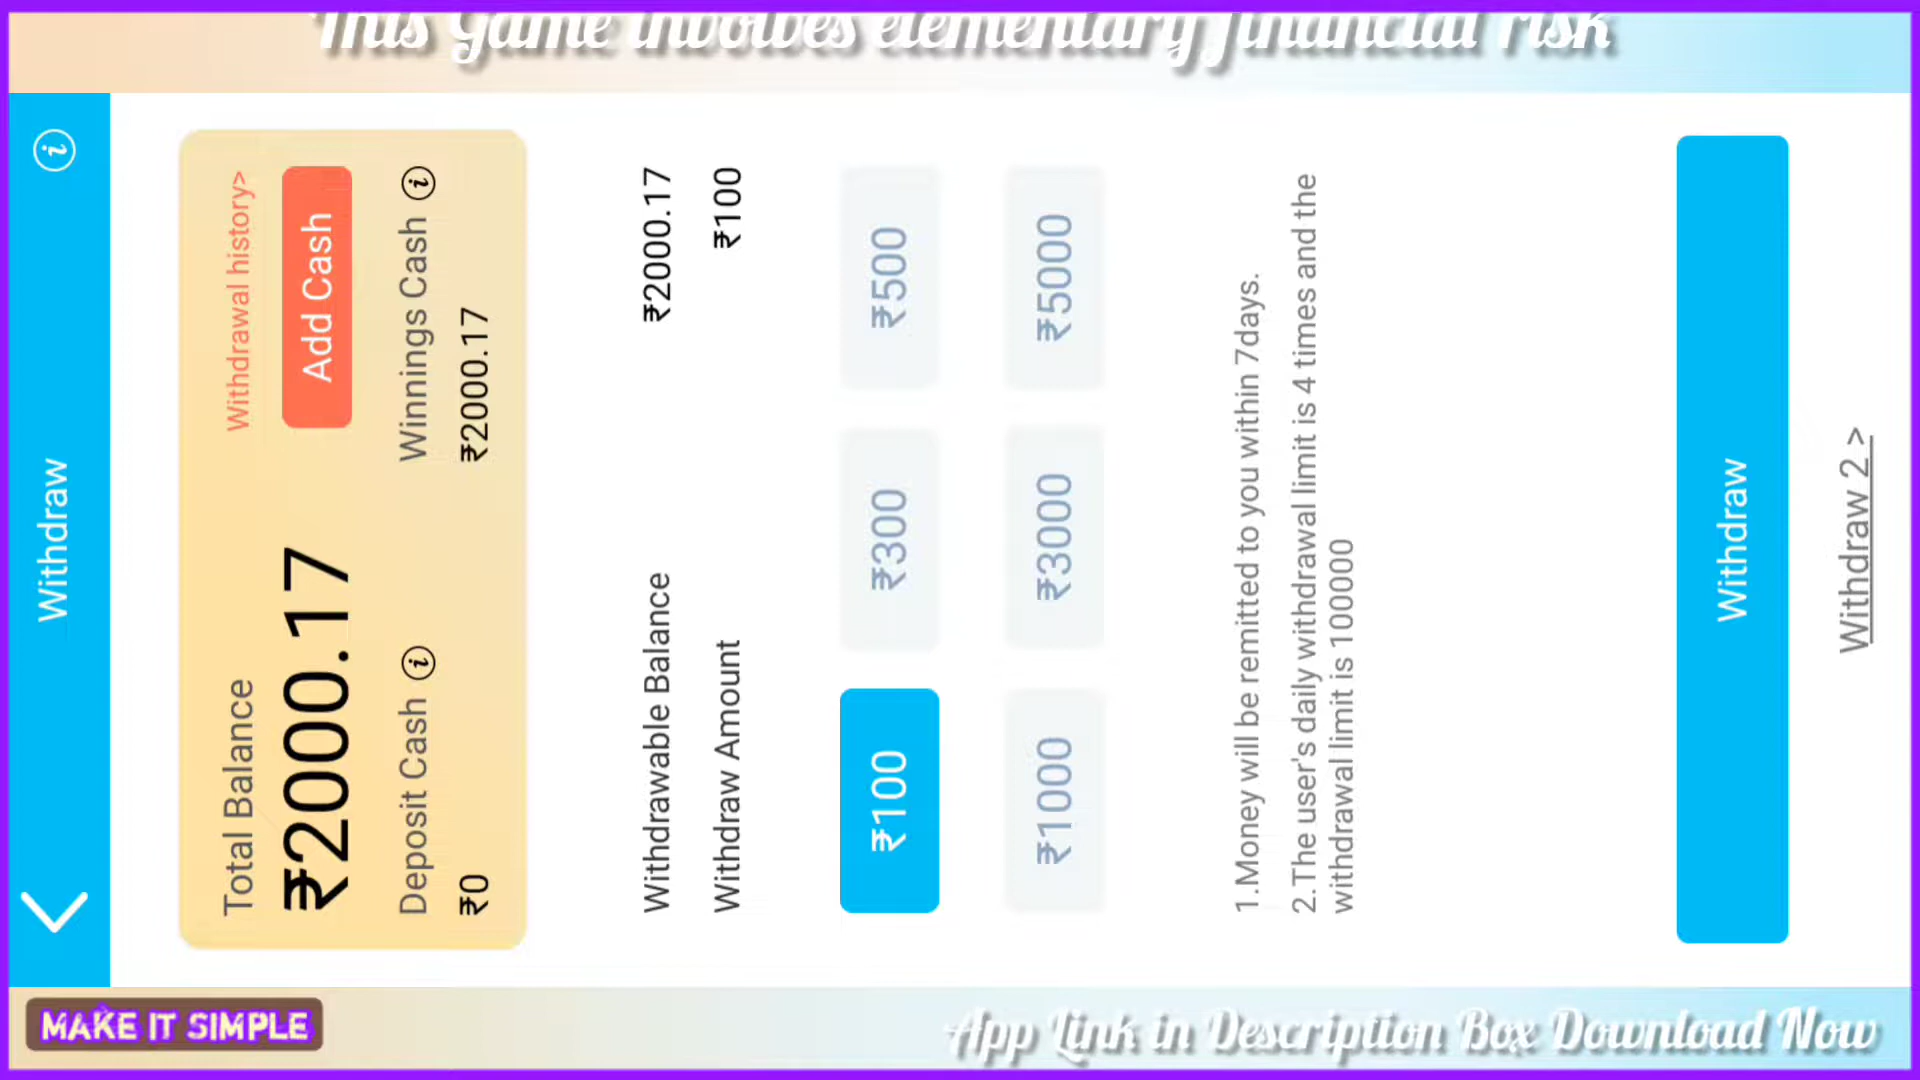 This Game involves elementary financial risk
Withdraw
Total Balance
Withdrawal history>
₹2000.17
Add Cash
Deposit Cash
Winnings Cash
₹0
₹2000.17
Withdrawable Balance
₹2000.17
Withdraw Amount
₹100
₹100
₹300
₹500
₹1000
₹3000
₹5000
1.Money will be remitted to you within 7days.
2.The user's daily withdrawal limit is 4 times and the
withdrawal limit is 100000
Withdraw
Withdraw 2 >
MAKE IT SIMPLE
App Link in Description Box Download Now